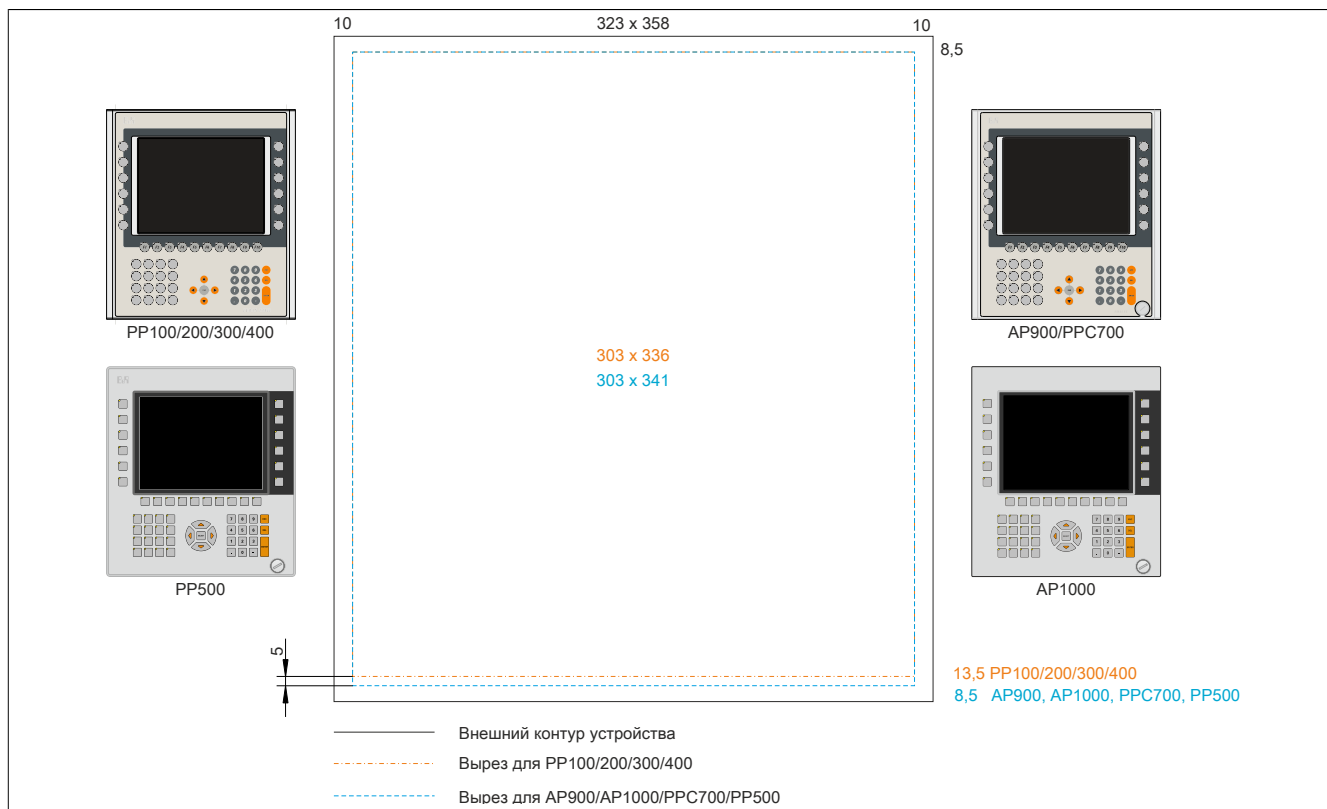 10
323 x 358
10
8,5
PP100/200/300/400
AP900/PPC700
303 x 336
303 x 341
PP500
AP1000
5
13,5 PP100/200/300/400
8,5 AP900, AP1000, PPC700, PP500
Внешний контур устройства
Вырез для PP100/200/300/400
Вырез для AP900/AP1000/PPC700/PP500